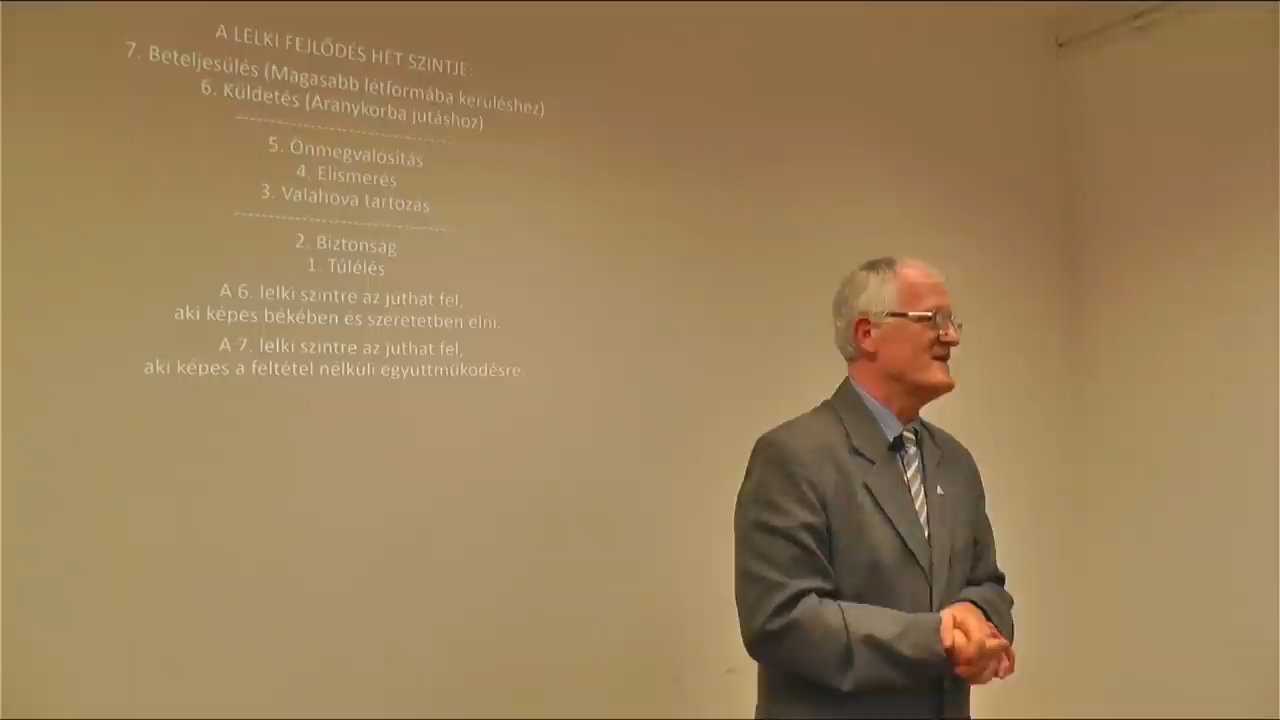 A LELKI FEJLŐDÉS HÉT SZINTJE:
7. Beteljesülés (Magasabb létformába kerüléshez)
6. Küldetés (Aranykorba jutáshoz)
--------------------------------
5. Önmegvalósítás
4. Elismerés
3. Valahova tartozás
--------------------------------
2. Biztonság
1. Túlélés
A 6. lelki szintre az juthat fel,
aki képes békében és szeretetben élni.
A 7. lelki szintre az juthat fel,
aki képes a feltétel nélküli együttműködésre.